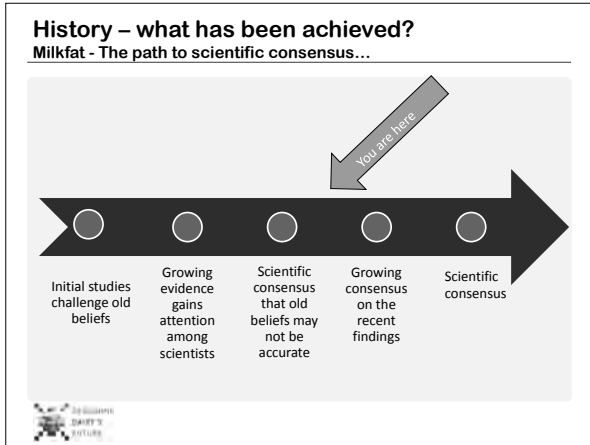 History – what has been achieved?
Milkfat - The path to scientific consensus…
You are here
Initial studies
challenge old
beliefs
Growing
evidence
gains
attention
among
scientists
Scientific
consensus
that old
beliefs may
not be
accurate
Growing
consensus
on the
recent
findings
Scientific
consensus
DAIRY'S
FUTURE